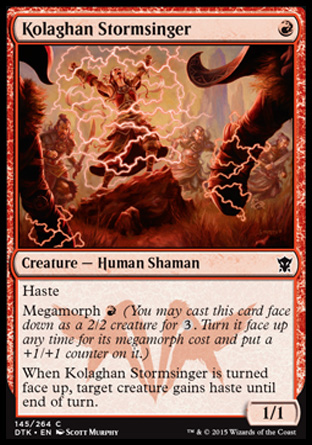 Kolaghan Stormsinger
Creature — Human Shaman
Haste
Megamorph (You may cast this card face
down as a 2/2 creature for 3. Turn it face up
any time for its megamorph cost and put a
+1/+1 counter on it.)
When Kolaghan Stormsinger is turned
face up, target creature gains haste until
end of turn.
1/1
145/264 C
DTK • EN Scott Murphy
™ & © 2015 Wizards of the Coast